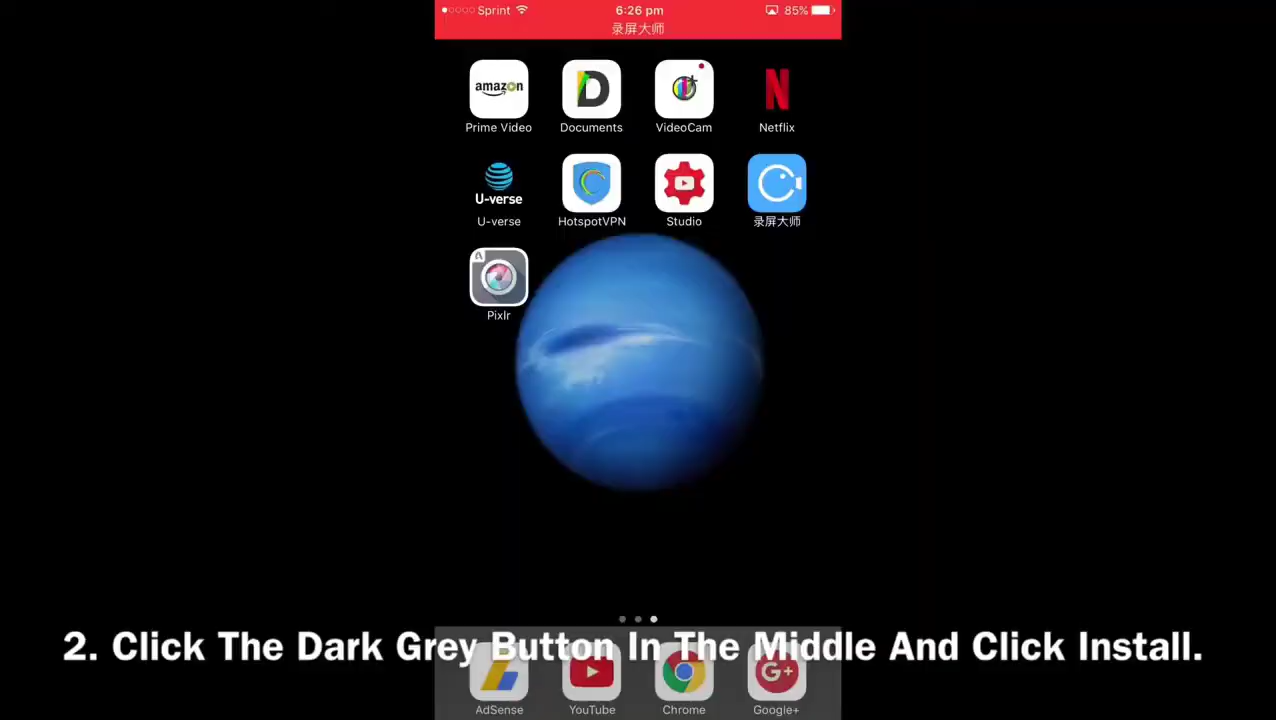 Sprint 6:26 pm 85%
录屏大师
amazon
D
N
Prime Video Documents VideoCam Netflix
U-verse
U-verse HotspotVPN Studio 录屏大师
Pixlr
2. Click The Dark Grey Button In The Middle And Click Install.
G+
AdSense YouTube Chrome Google+